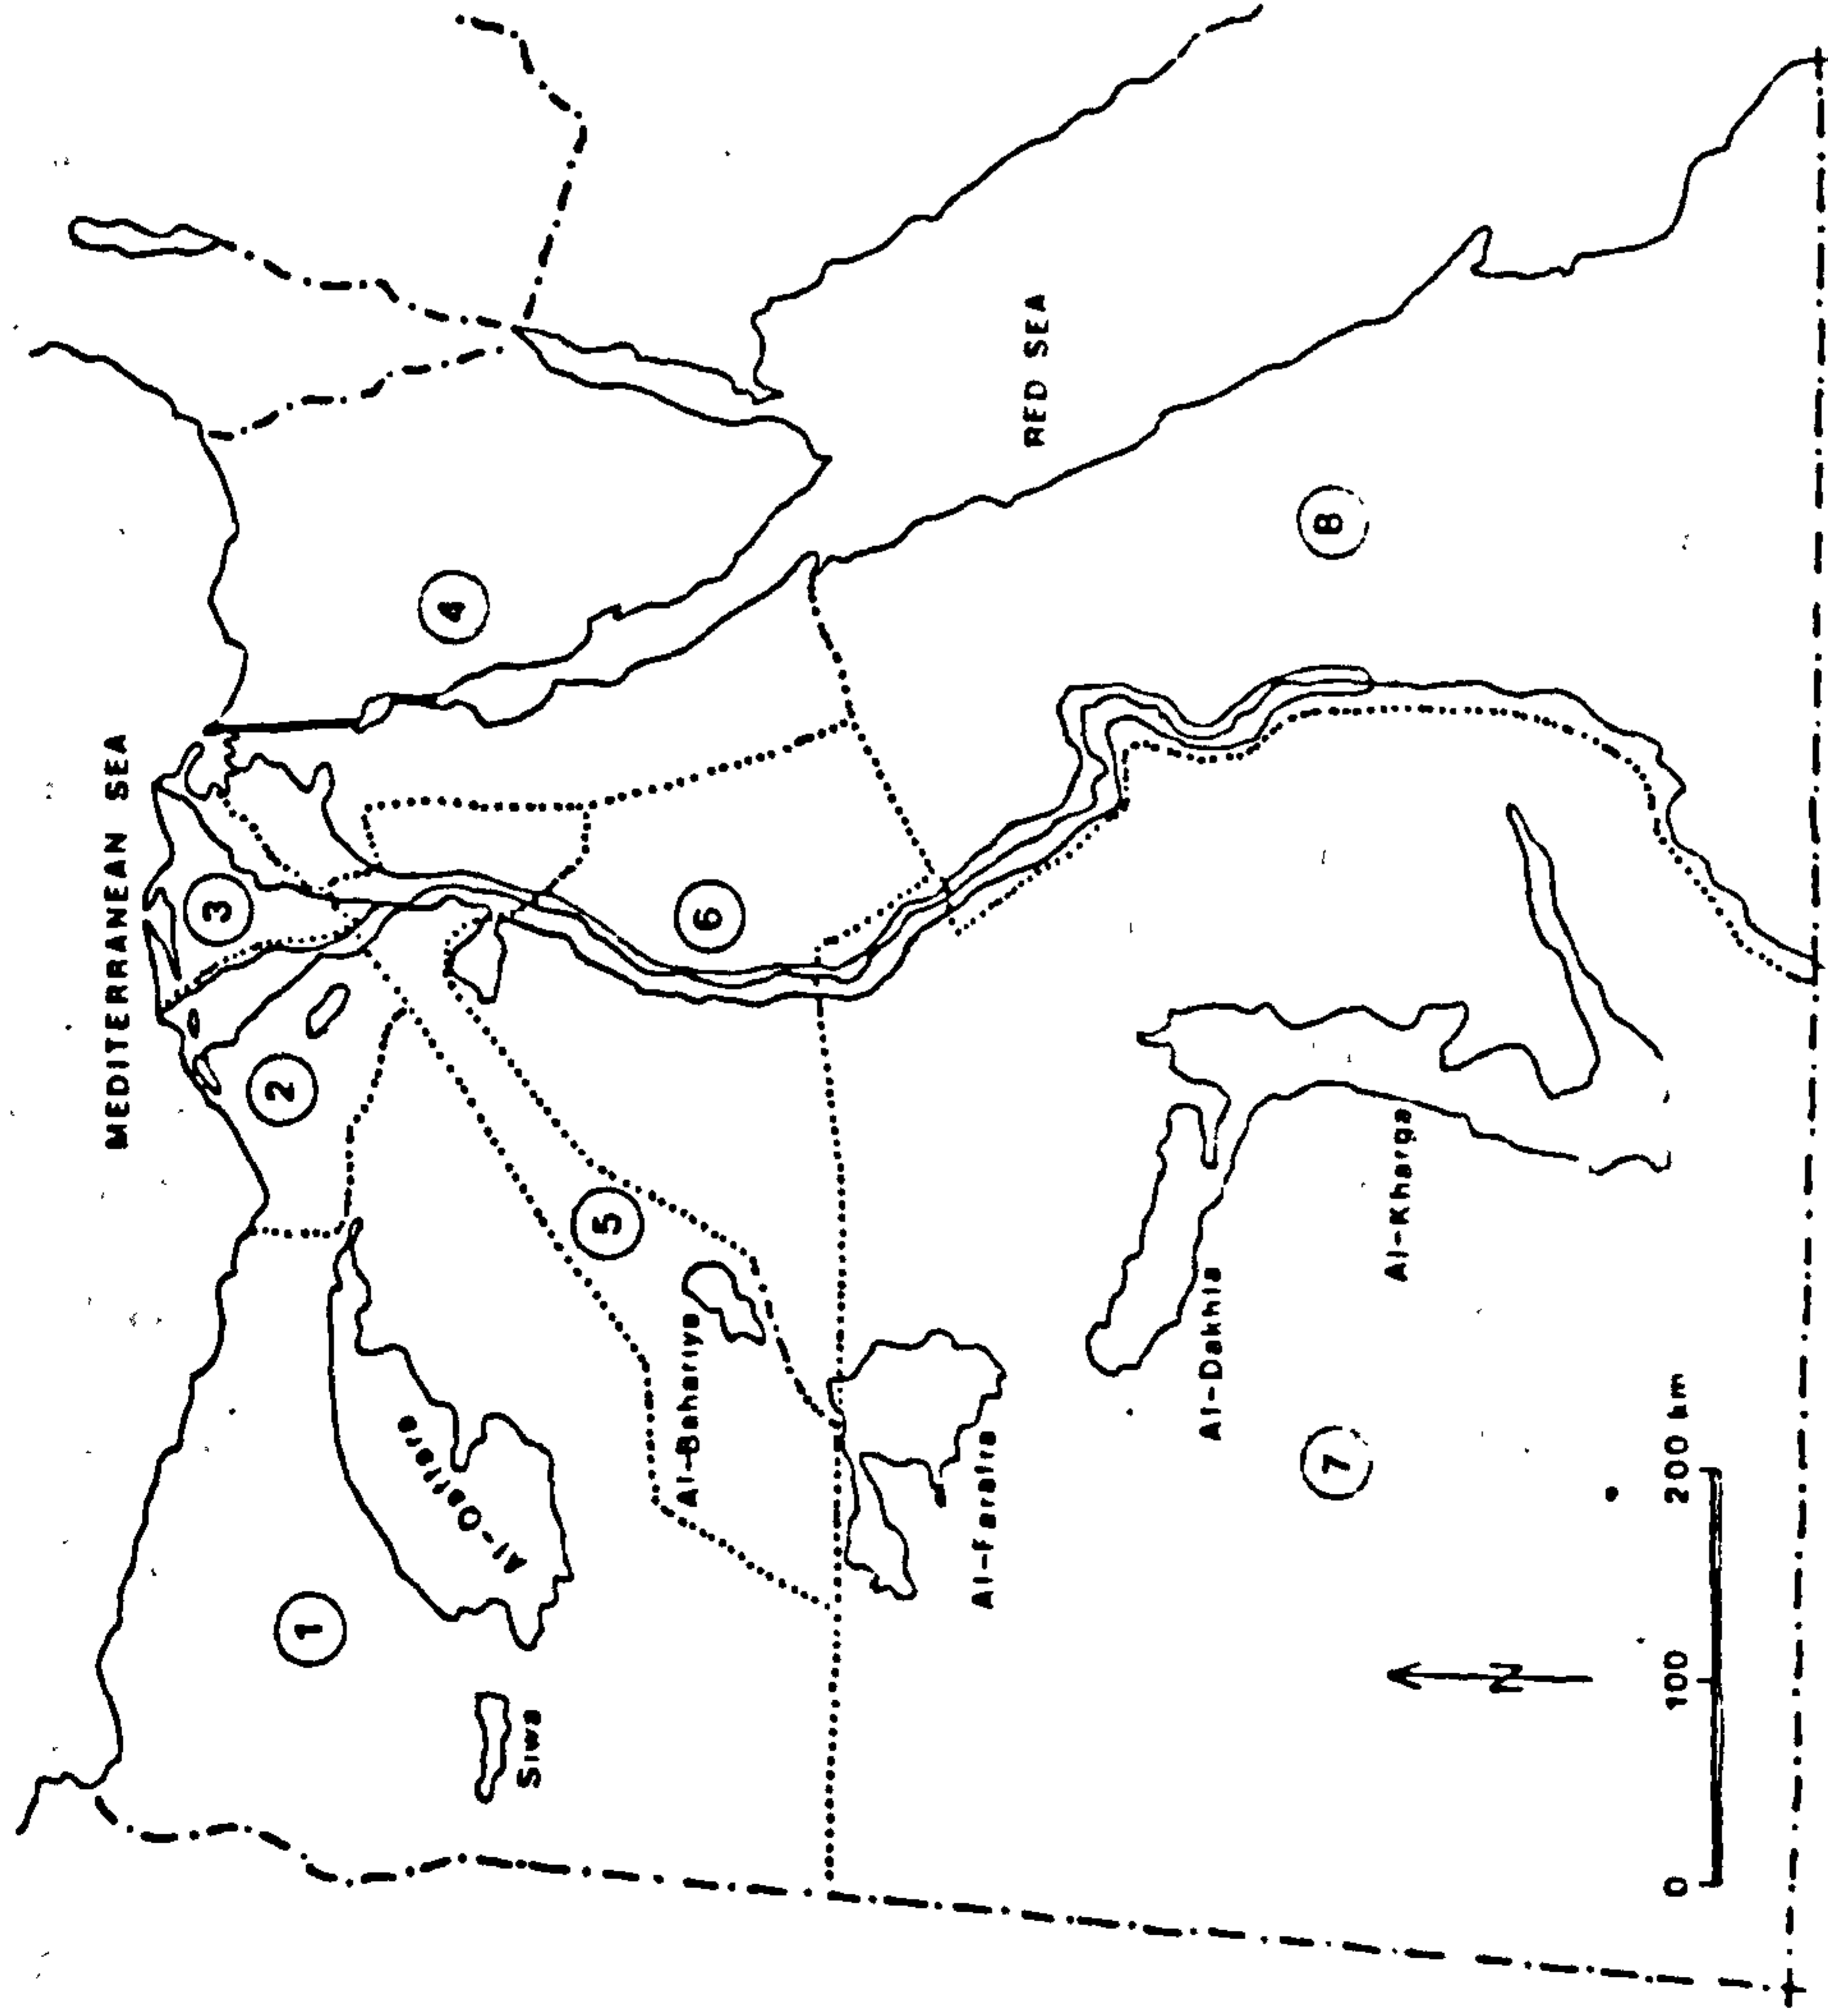 MEDITERRANEAN SEA
3
2
1
4
Al-Qattara
Siwa
5
Al-Bahariya
6
Al-Farafra
RED SEA
Al-Dakhla
8
7
Al-Kharga
N
0 100 200 km